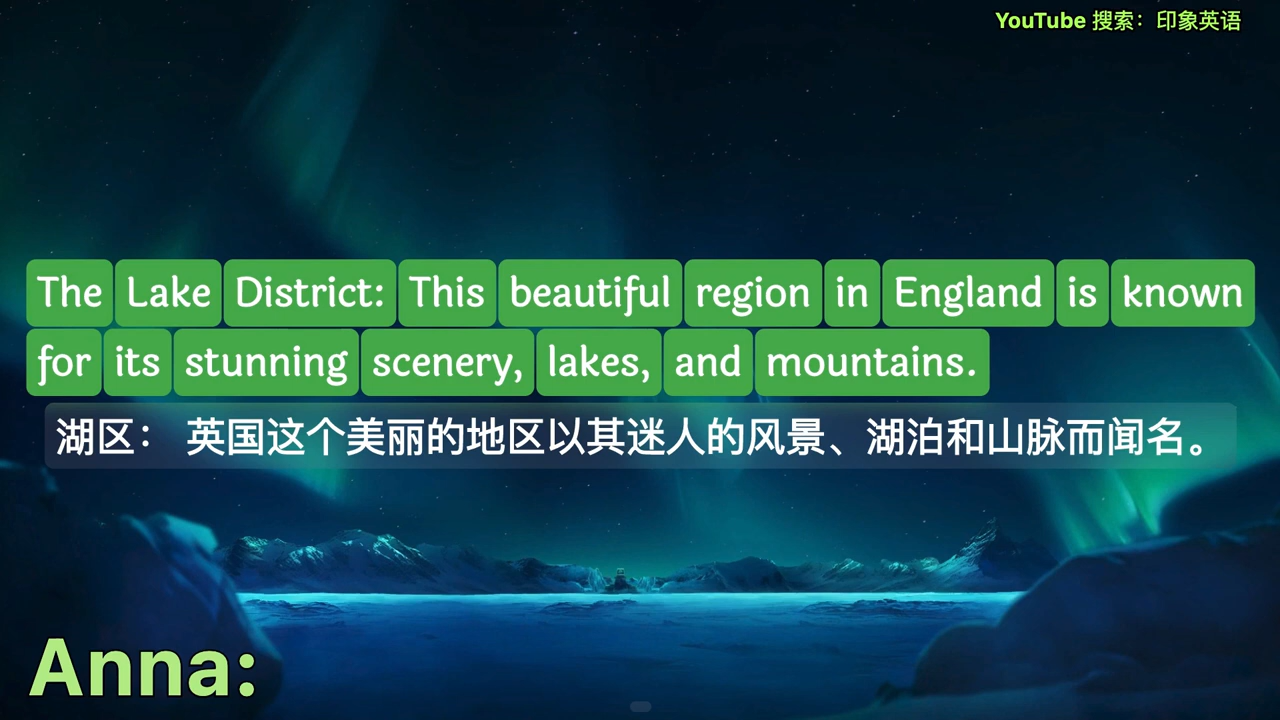 YouTube 搜索：印象英语
The Lake District: This beautiful region in England is known
for its stunning scenery, lakes, and mountains.
湖区： 英国这个美丽的地区以其迷人的风景、湖泊和山脉而闻名。
Anna: